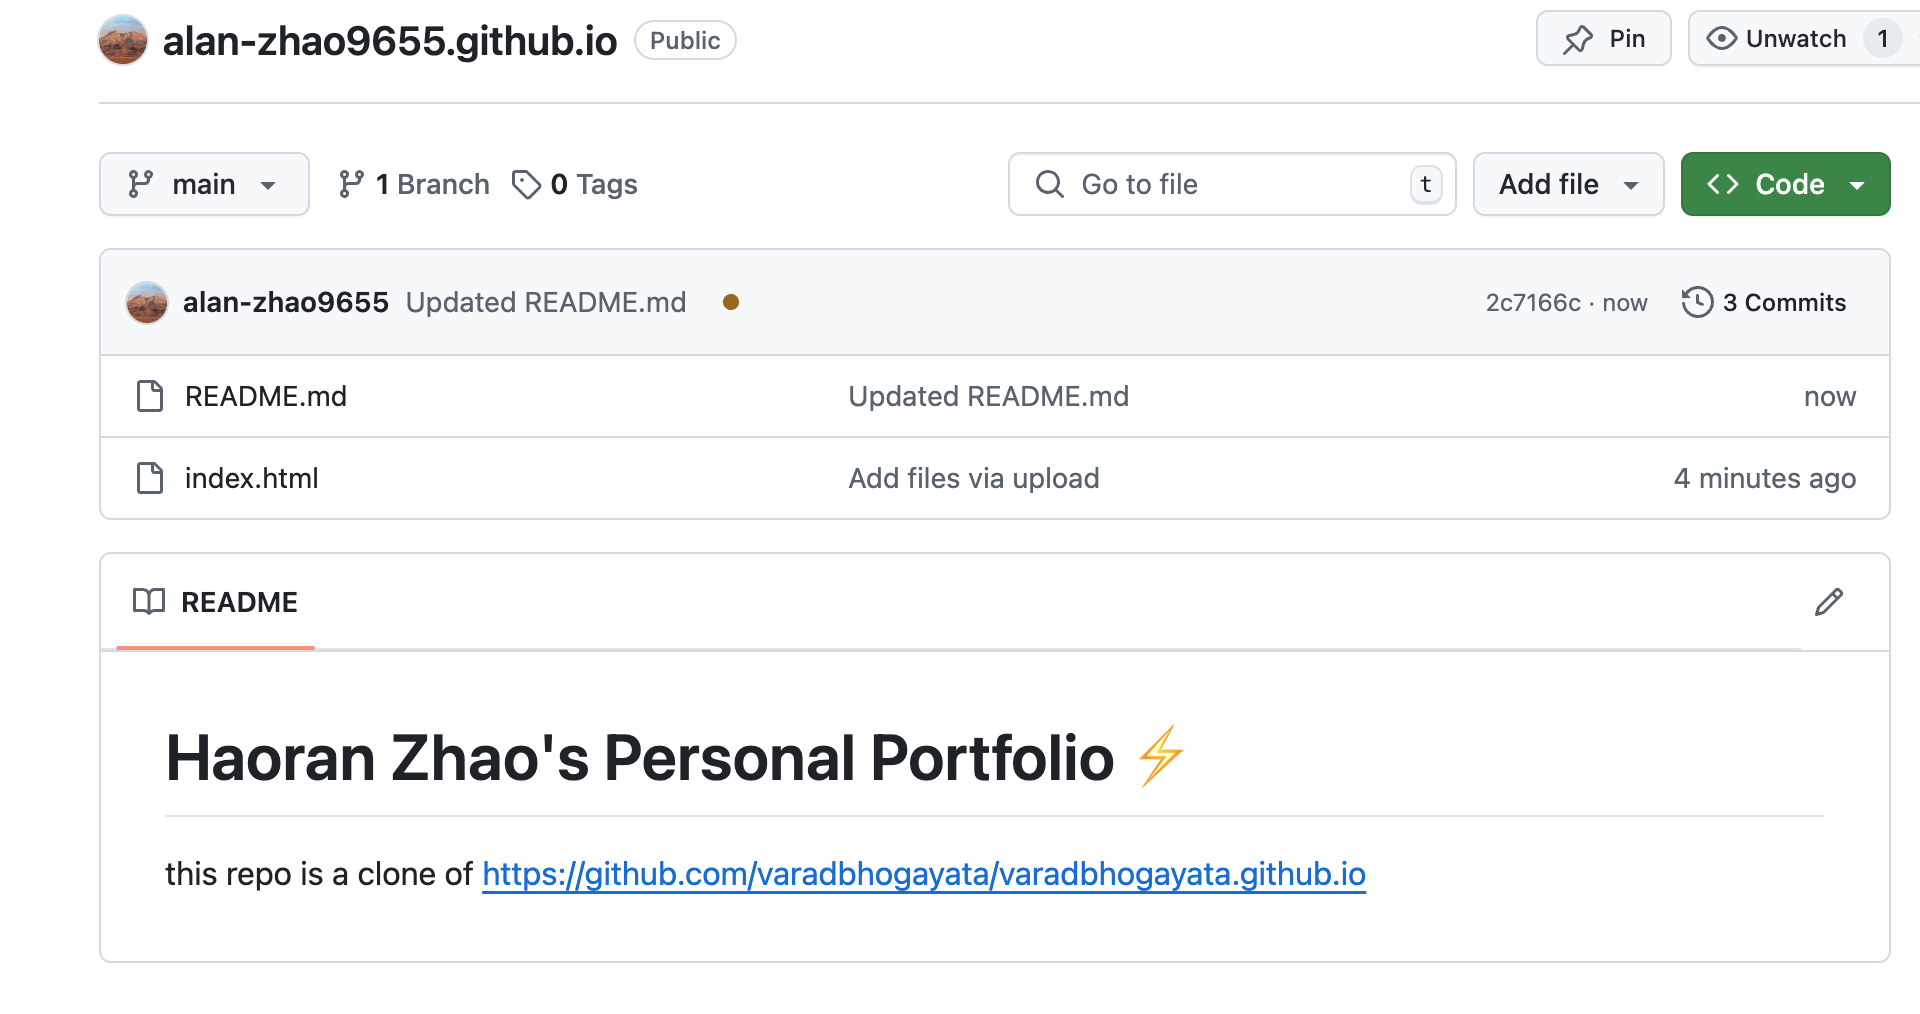 alan-zhao9655.github.io Public Pin Unwatch 1
main 1 Branch 0 Tags Go to file t Add file Code
alan-zhao9655 Updated README.md 2c7166c · now 3 Commits
README.md Updated README.md now
index.html Add files via upload 4 minutes ago
README
Haoran Zhao's Personal Portfolio ⚡
this repo is a clone of https://github.com/varadbhogayata/varadbhogayata.github.io